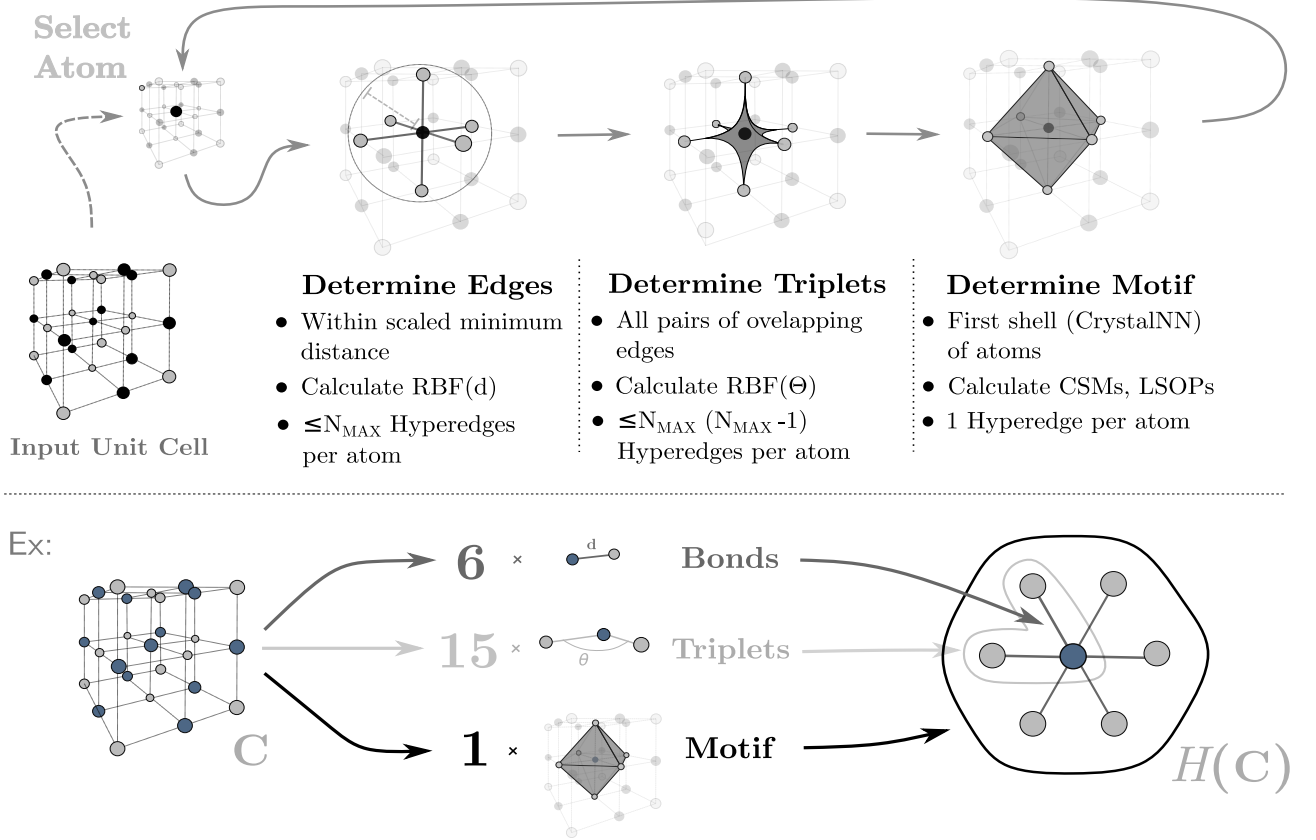 Select
Atom
Input Unit Cell
Determine Edges
● Within scaled minimum
distance
● Calculate RBF(d)
● ≤N_MAX Hyperedges
per atom
Determine Triplets
● All pairs of ovelapping
edges
● Calculate RBF(Θ)
● ≤N_MAX (N_MAX -1)
Hyperedges per atom
Determine Motif
● First shell (CrystalNN)
of atoms
● Calculate CSMs, LSOPs
● 1 Hyperedge per atom
Ex:
C
6 × d Bonds
15 × θ Triplets
1 × Motif
H(C)